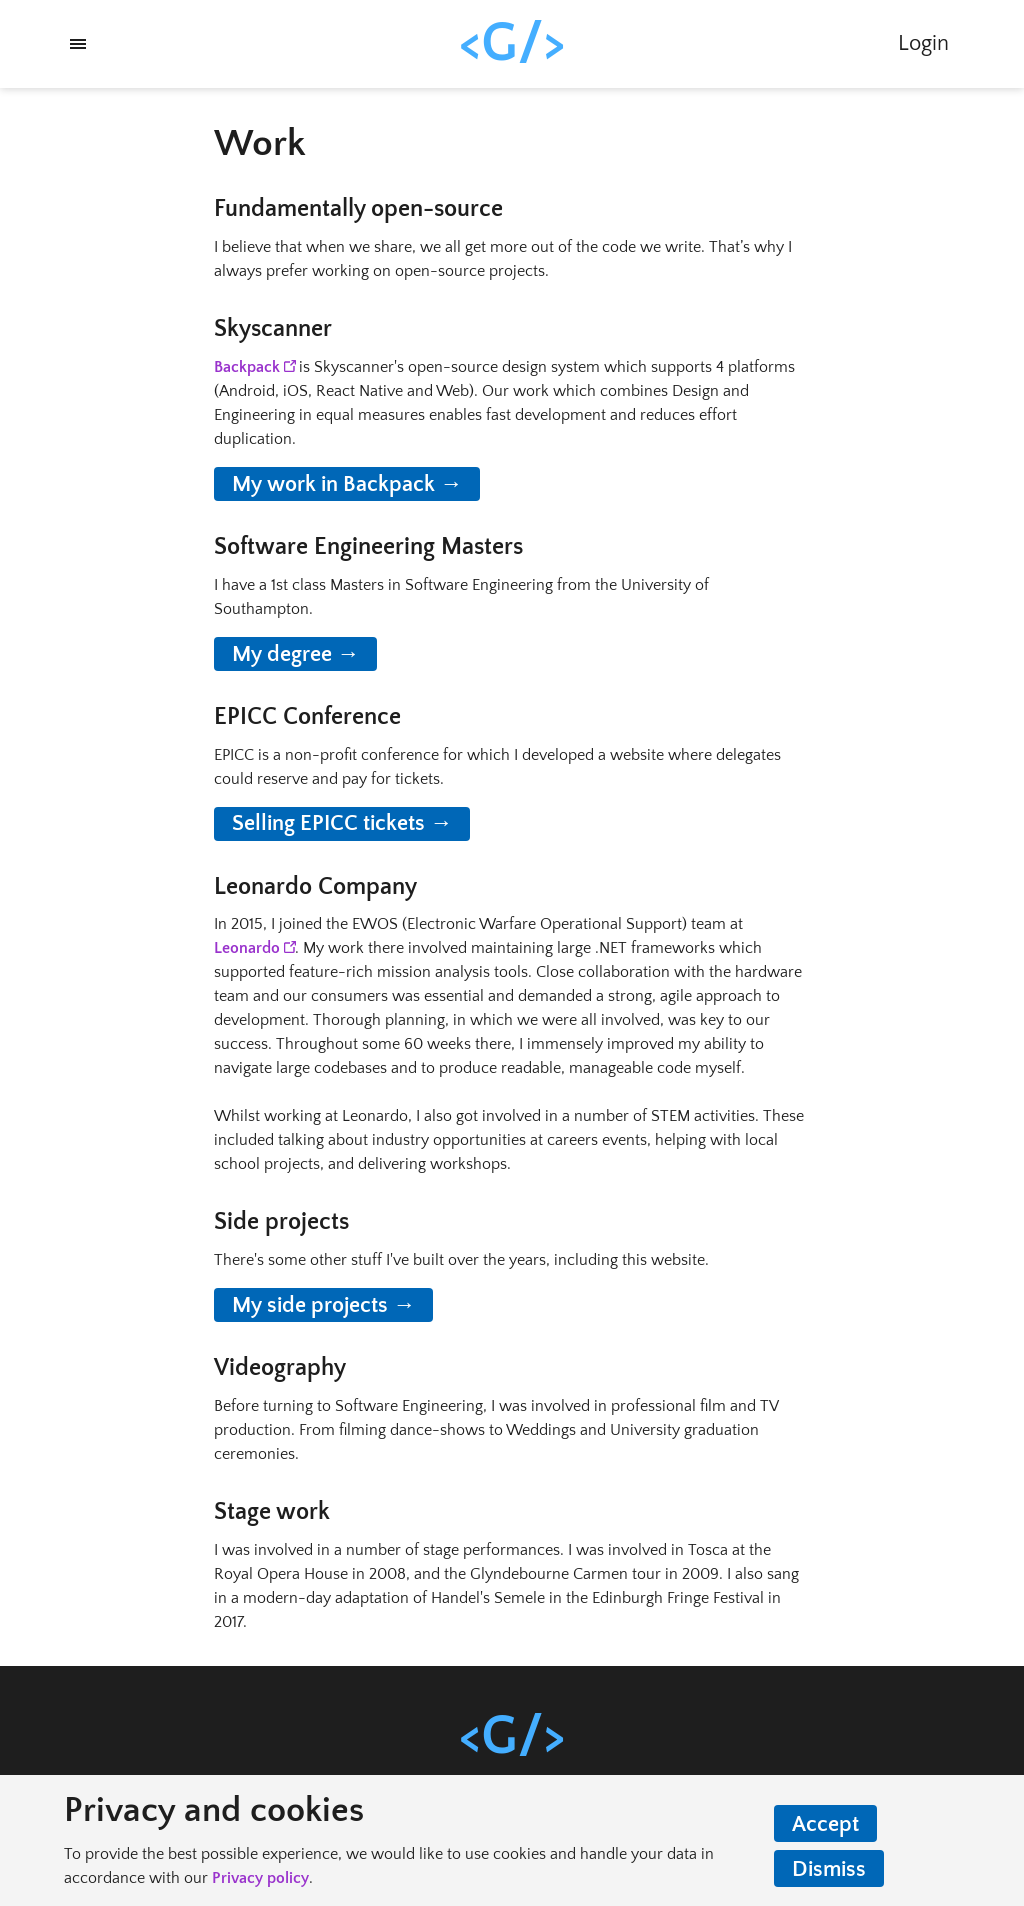 <G/>
Login
Work
Fundamentally open-source
I believe that when we share, we all get more out of the code we write. That's why I
always prefer working on open-source projects.
Skyscanner
Backpack is Skyscanner's open-source design system which supports 4 platforms
(Android, iOS, React Native and Web). Our work which combines Design and
Engineering in equal measures enables fast development and reduces effort
duplication.
My work in Backpack →
Software Engineering Masters
I have a 1st class Masters in Software Engineering from the University of
Southampton.
My degree →
EPICC Conference
EPICC is a non-profit conference for which I developed a website where delegates
could reserve and pay for tickets.
Selling EPICC tickets →
Leonardo Company
In 2015, I joined the EWOS (Electronic Warfare Operational Support) team at
Leonardo. My work there involved maintaining large .NET frameworks which
supported feature-rich mission analysis tools. Close collaboration with the hardware
team and our consumers was essential and demanded a strong, agile approach to
development. Thorough planning, in which we were all involved, was key to our
success. Throughout some 60 weeks there, I immensely improved my ability to
navigate large codebases and to produce readable, manageable code myself.
Whilst working at Leonardo, I also got involved in a number of STEM activities. These
included talking about industry opportunities at careers events, helping with local
school projects, and delivering workshops.
Side projects
There's some other stuff I've built over the years, including this website.
My side projects →
Videography
Before turning to Software Engineering, I was involved in professional film and TV
production. From filming dance-shows to Weddings and University graduation
ceremonies.
Stage work
I was involved in a number of stage performances. I was involved in Tosca at the
Royal Opera House in 2008, and the Glyndebourne Carmen tour in 2009. I also sang
in a modern-day adaptation of Handel's Semele in the Edinburgh Fringe Festival in
2017.
<G/>
Privacy and cookies
To provide the best possible experience, we would like to use cookies and handle your data in
accordance with our Privacy policy.
Accept
Dismiss